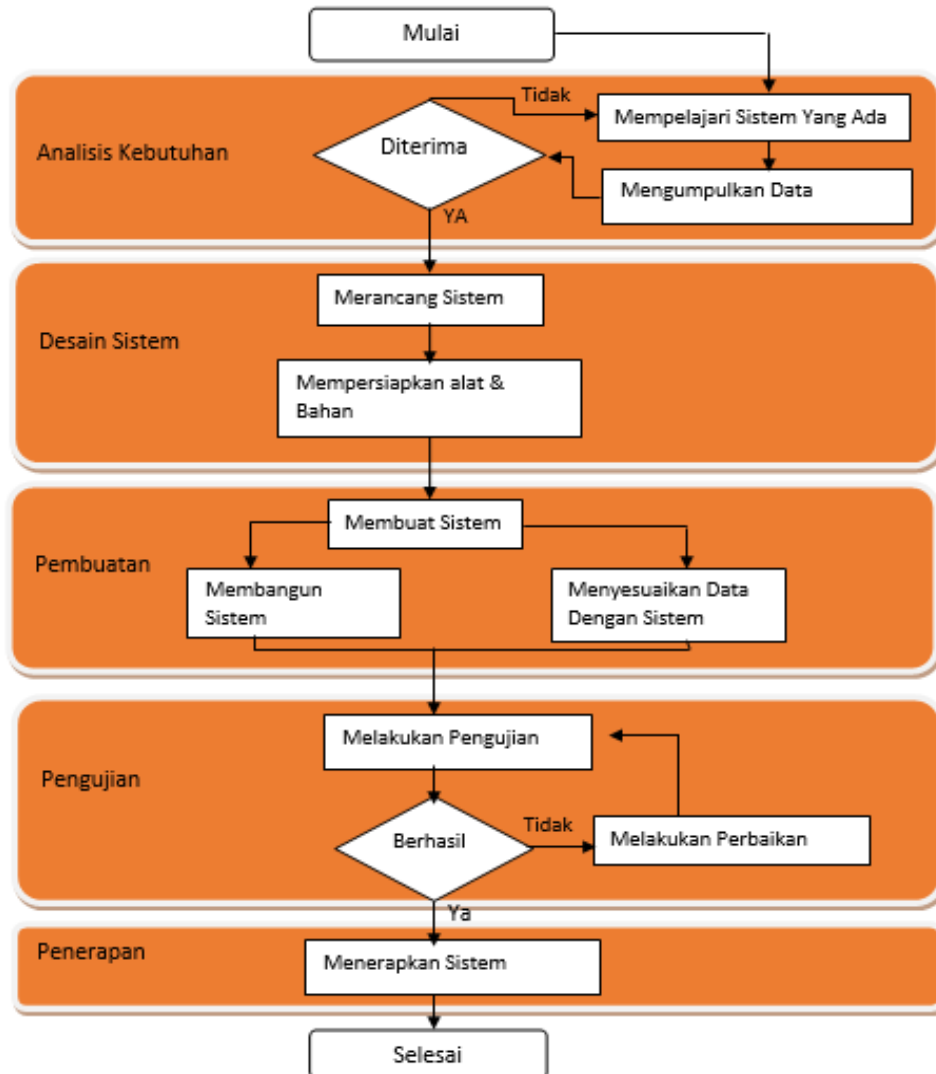 Mulai
Analisis Kebutuhan
Tidak
Mempelajari Sistem Yang Ada
Diterima
Mengumpulkan Data
YA
Desain Sistem
Merancang Sistem
Mempersiapkan alat &
Bahan
Pembuatan
Membuat Sistem
Membangun
Sistem
Menyesuaikan Data
Dengan Sistem
Pengujian
Melakukan Pengujian
Berhasil
Tidak
Melakukan Perbaikan
Ya
Penerapan
Menerapkan Sistem
Selesai